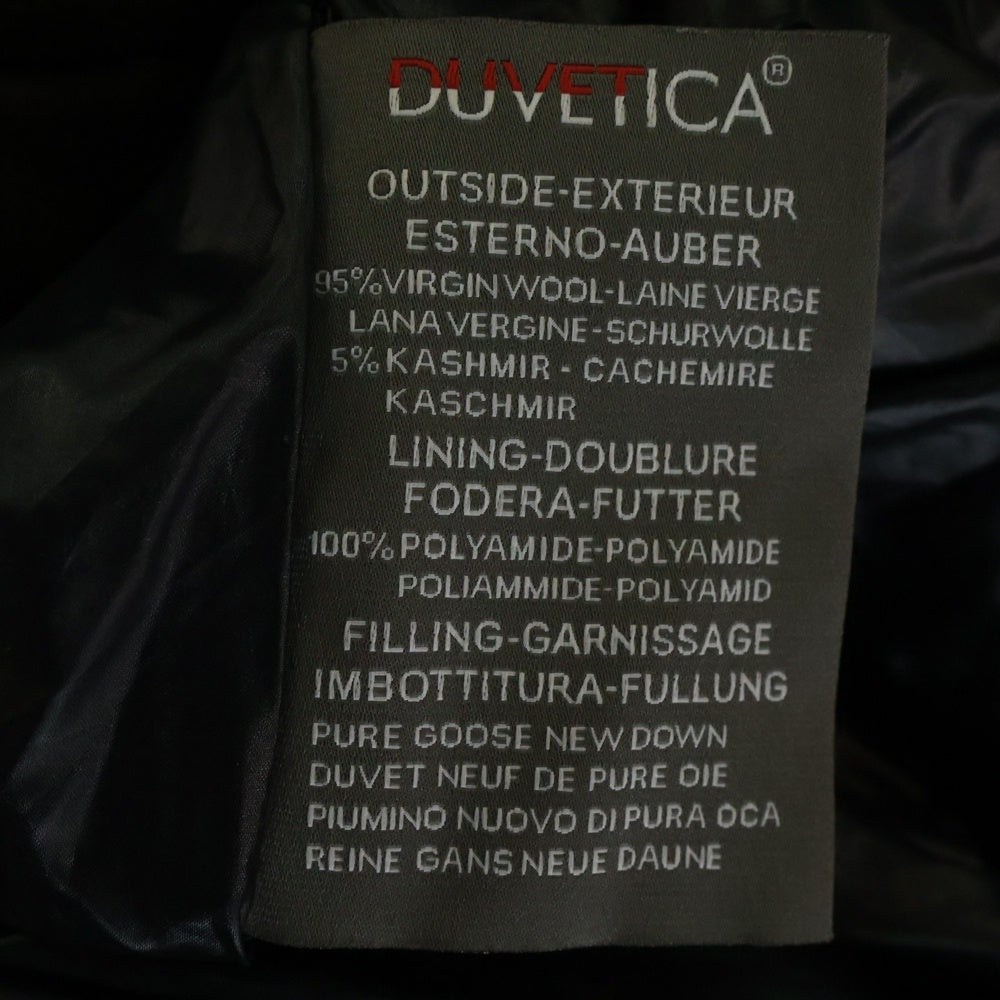 DUVETICA®
OUTSIDE-EXTERIEUR
ESTERNO-AUBER
95% VIRGIN WOOL-LAINE VIERGE
LANA VERGINE-SCHURWOLLE
5% KASHMIR - CACHEMIRE
KASCHMIR
LINING-DOUBLURE
FODERA-FUTTER
100% POLYAMIDE-POLYAMIDE
POLIAMMIDE-POLYAMID
FILLING-GARNISSAGE
IMBOTTITURA-FULLUNG
PURE GOOSE NEW DOWN
DUVET NEUF DE PURE OIE
PIUMINO NUOVO DI PURA OCA
REINE GANS NEUE DAUNE